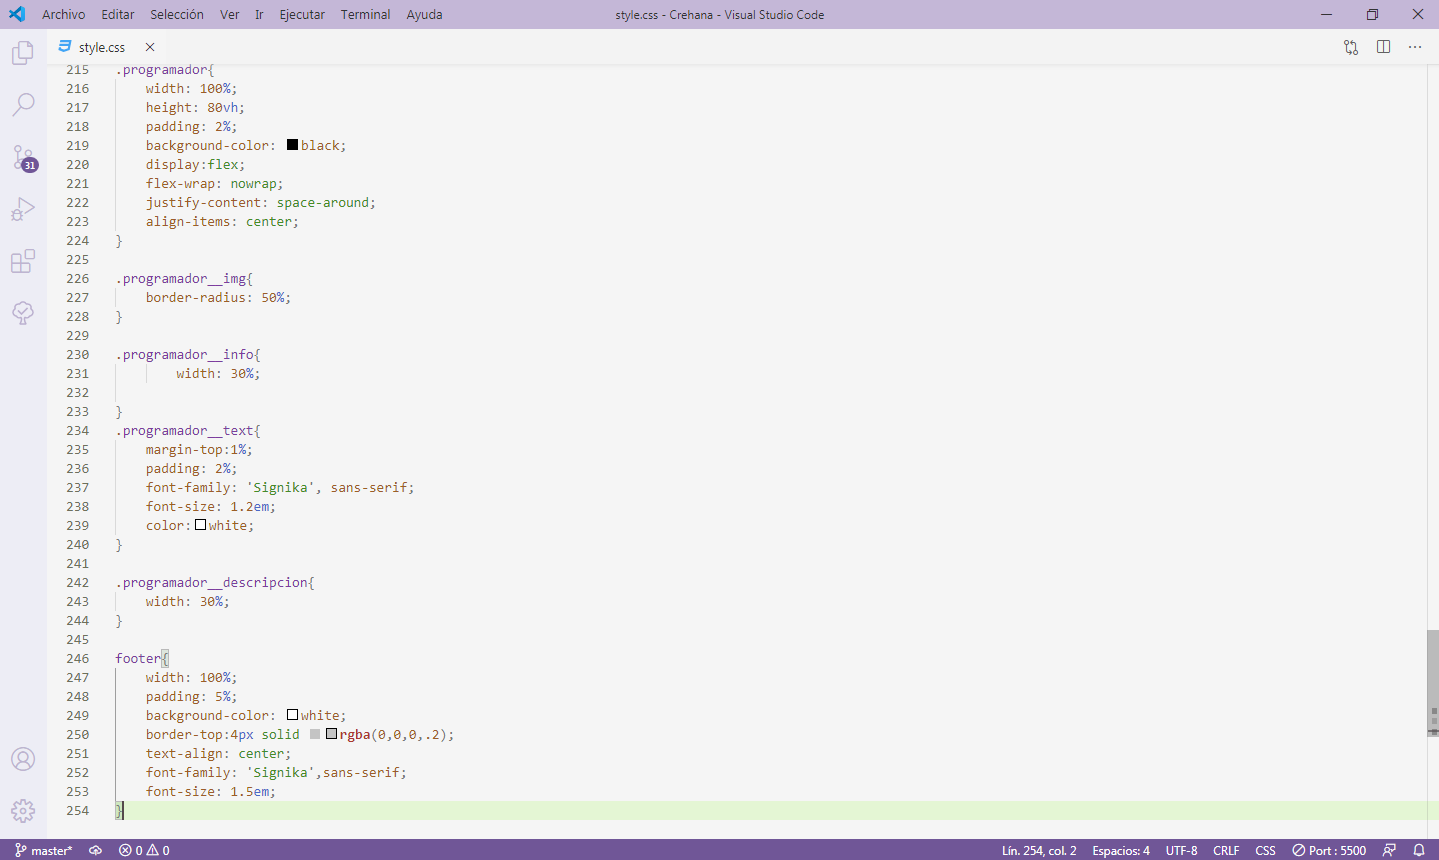 Archivo Editar Selección Ver Ir Ejecutar Terminal Ayuda style.css - Crehana - Visual Studio Code
style.css
215 .programador{
216 width: 100%;
217 height: 80vh;
218 padding: 2%;
219 background-color: black;
220 display:flex;
221 flex-wrap: nowrap;
222 justify-content: space-around;
223 align-items: center;
224 }
225
226 .programador__img{
227 border-radius: 50%;
228 }
229
230 .programador__info{
231 width: 30%;
232
233 }
234 .programador__text{
235 margin-top:1%;
236 padding: 2%;
237 font-family: 'Signika', sans-serif;
238 font-size: 1.2em;
239 color: white;
240 }
241
242 .programador__descripcion{
243 width: 30%;
244 }
245
246 footer{
247 width: 100%;
248 padding: 5%;
249 background-color: white;
250 border-top:4px solid rgba(0,0,0,.2);
251 text-align: center;
252 font-family: 'Signika',sans-serif;
253 font-size: 1.5em;
254 }
31
master* 0 0 Lín. 254, col. 2 Espacios: 4 UTF-8 CRLF CSS Port : 5500